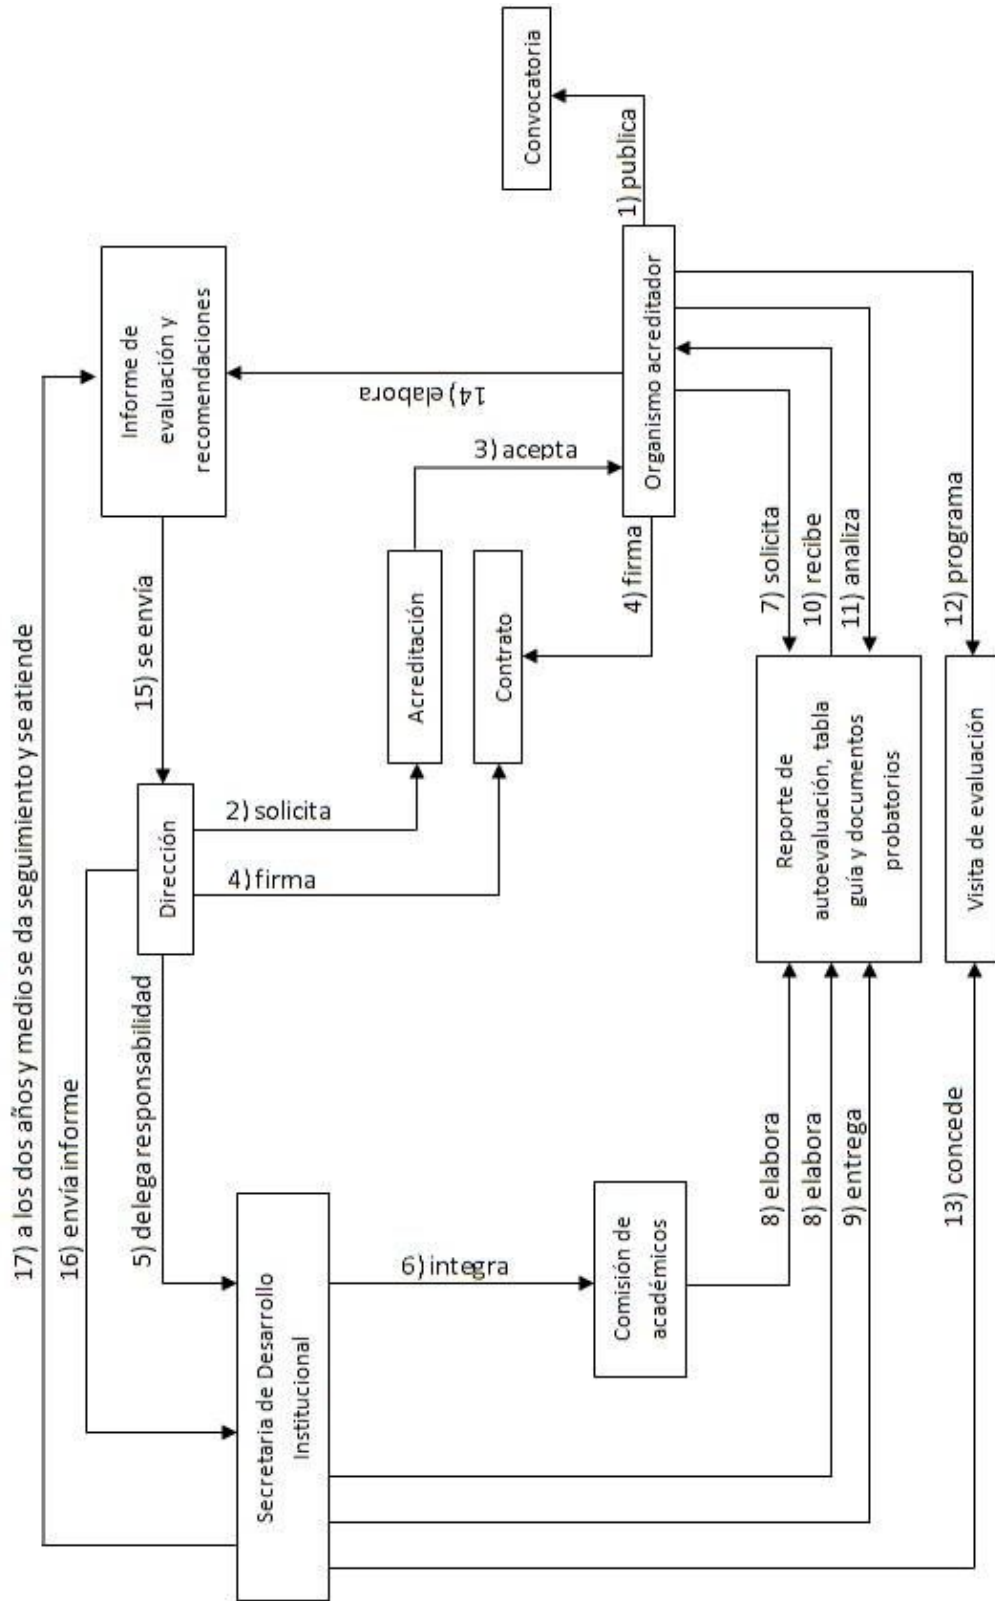 17) a los dos años y medio se da seguimiento y se atiende
16) envía informe
5) delega responsabilidad
15) se envía
Informe de
evaluación y
recomendaciones
Dirección
Secretaria de Desarrollo
Institucional
2) solicita
4) firma
14) elabora
3) acepta
Acreditación
Contrato
Convocatoria
1) publica
Organismo acreditador
4) firma
6) integra
Comisión de
académicos
7) solicita
10) recibe
11) analiza
12) programa
8) elabora
8) elabora
9) entrega
13) concede
Reporte de
autoevaluación, tabla
guía y documentos
probatorios
Visita de evaluación